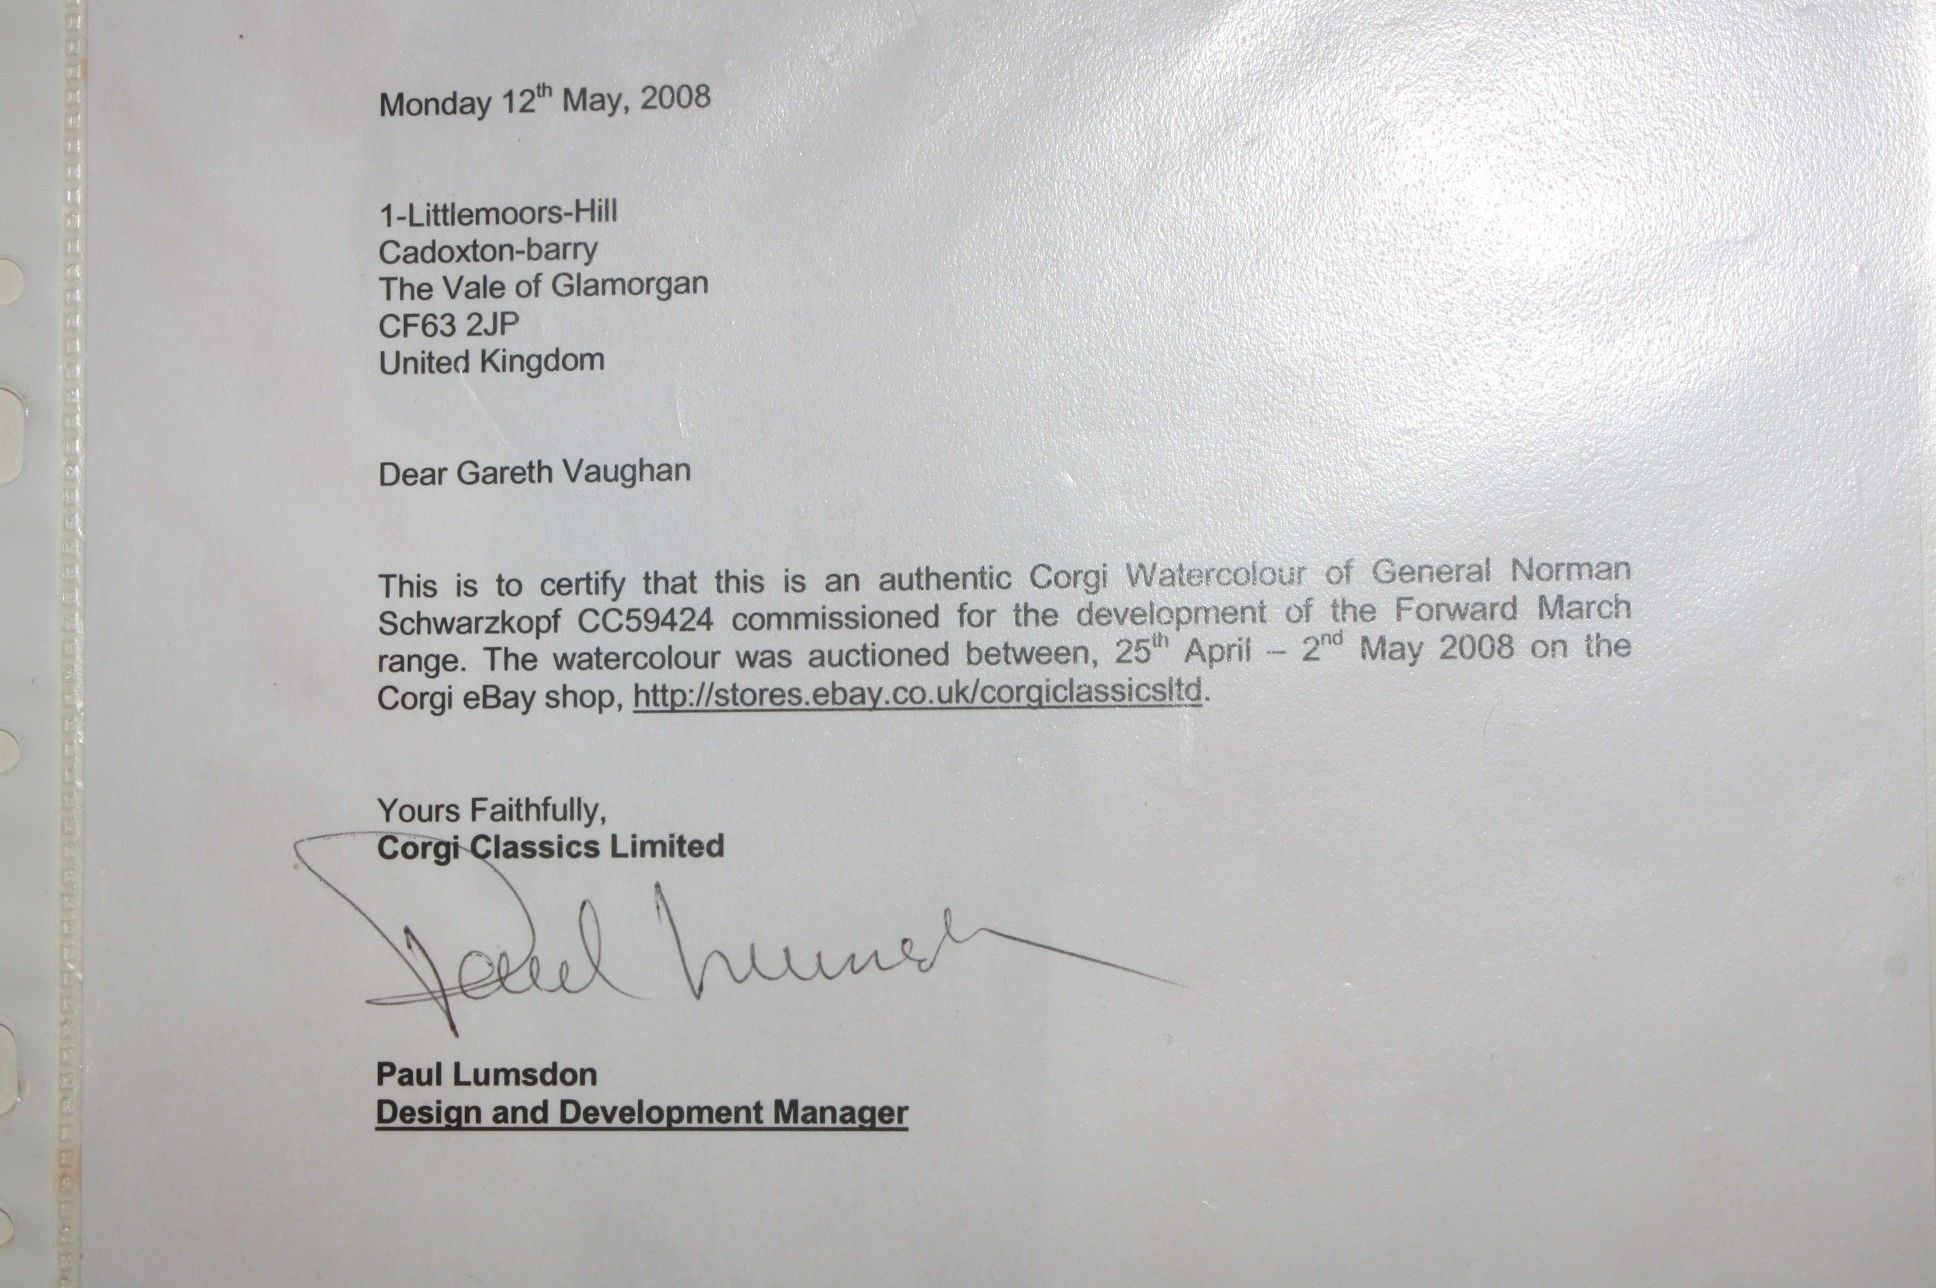 Monday 12th May, 2008
1-Littlemoors-Hill
Cadoxton-barry
The Vale of Glamorgan
CF63 2JP
United Kingdom
Dear Gareth Vaughan
This is to certify that this is an authentic Corgi Watercolour of General Norman
Schwarzkopf CC59424 commissioned for the development of the Forward March
range. The watercolour was auctioned between, 25th April – 2nd May 2008 on the
Corgi eBay shop, http://stores.ebay.co.uk/corgiclassicsltd.
Yours Faithfully,
Corgi Classics Limited
Paul Lumsdon
Paul Lumsdon
Design and Development Manager